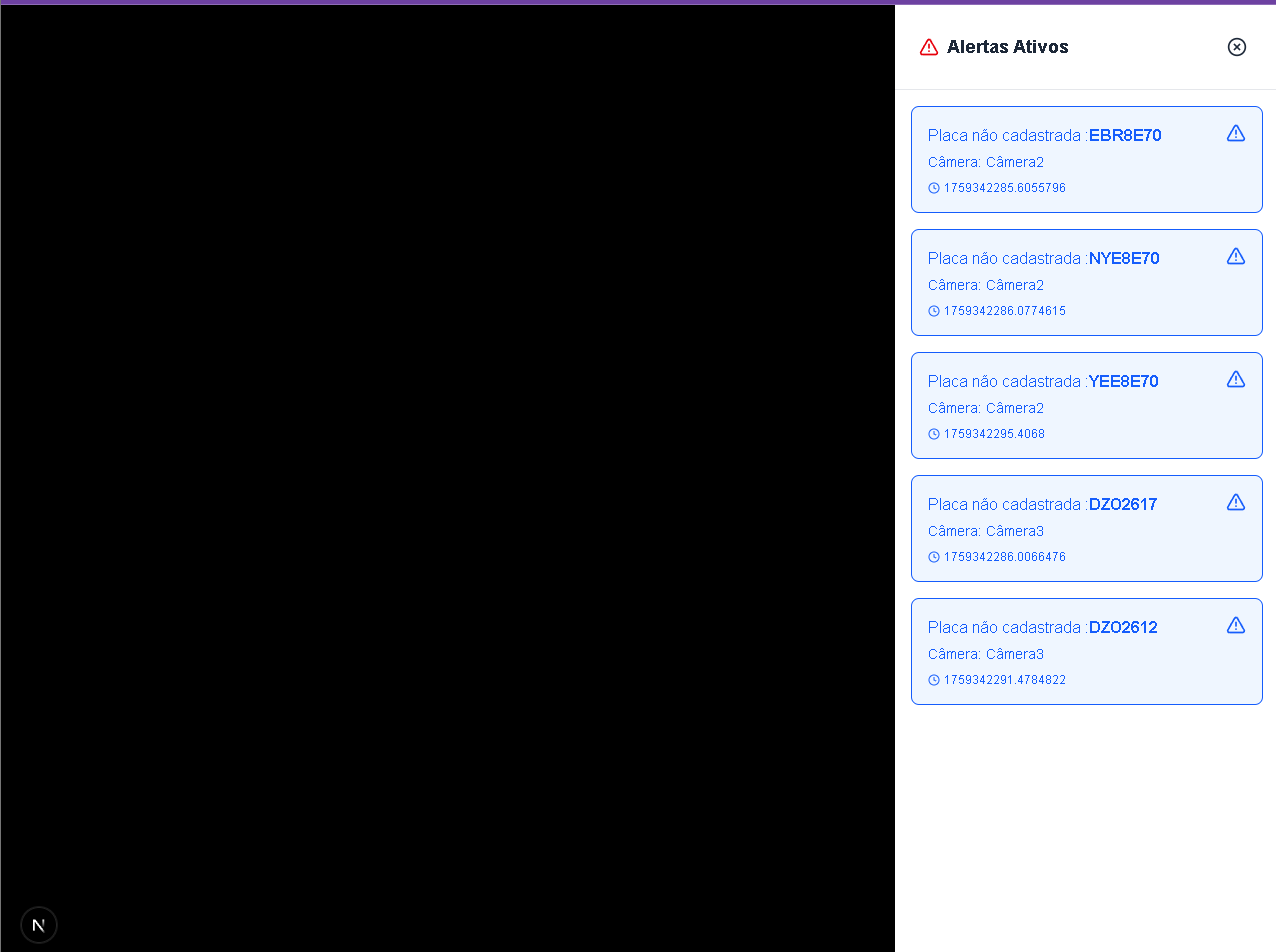 Alertas Ativos
Placa não cadastrada :EBR8E70
Câmera: Câmera2
1759342285.6055796
Placa não cadastrada :NYE8E70
Câmera: Câmera2
1759342286.0774615
Placa não cadastrada :YEE8E70
Câmera: Câmera2
1759342295.4068
Placa não cadastrada :DZO2617
Câmera: Câmera3
1759342286.0066476
Placa não cadastrada :DZO2612
Câmera: Câmera3
1759342291.4784822
N